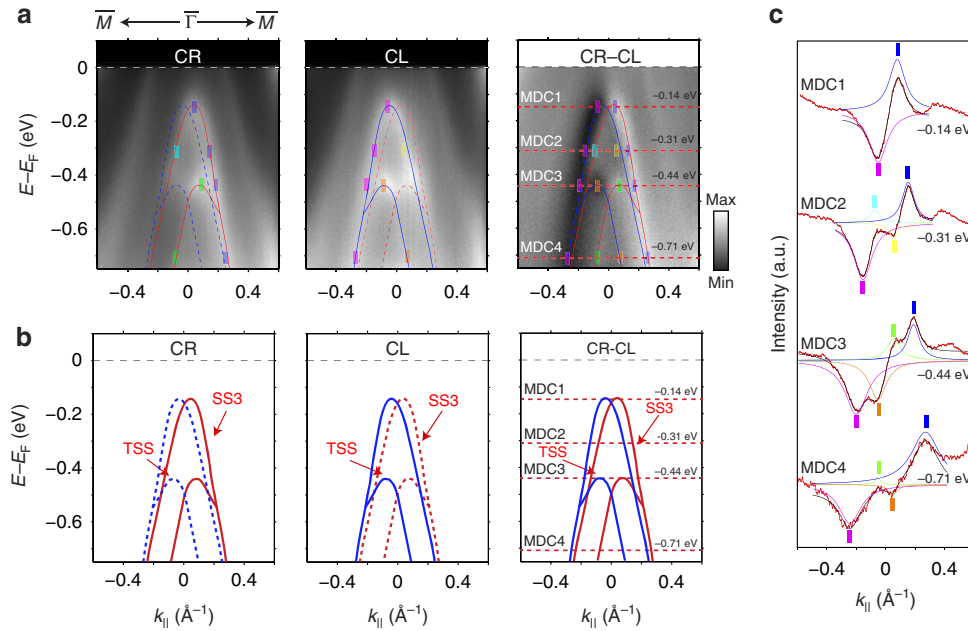 a
M Γ M
CR
CL
CR–CL
E–E_F (eV)
0
−0.2
−0.4
−0.6
MDC1
−0.14 eV
MDC2
−0.31 eV
MDC3
−0.44 eV
MDC4
−0.71 eV
−0.4 0 0.4
−0.4 0 0.4
−0.4 0 0.4
Max
Min
b
CR
CL
CR-CL
E–E_F (eV)
0
−0.2
−0.4
−0.6
SS3
TSS
SS3
TSS
MDC1
−0.14 eV
SS3
MDC2
−0.31 eV
TSS
MDC3
−0.44 eV
MDC4
−0.71 eV
−0.4 0 0.4
−0.4 0 0.4
−0.4 0 0.4
k|| (Å⁻¹)
k|| (Å⁻¹)
k|| (Å⁻¹)
c
Intensity (a.u.)
MDC1
−0.14 eV
MDC2
−0.31 eV
MDC3
−0.44 eV
MDC4
−0.71 eV
−0.4 0 0.4
k|| (Å⁻¹)